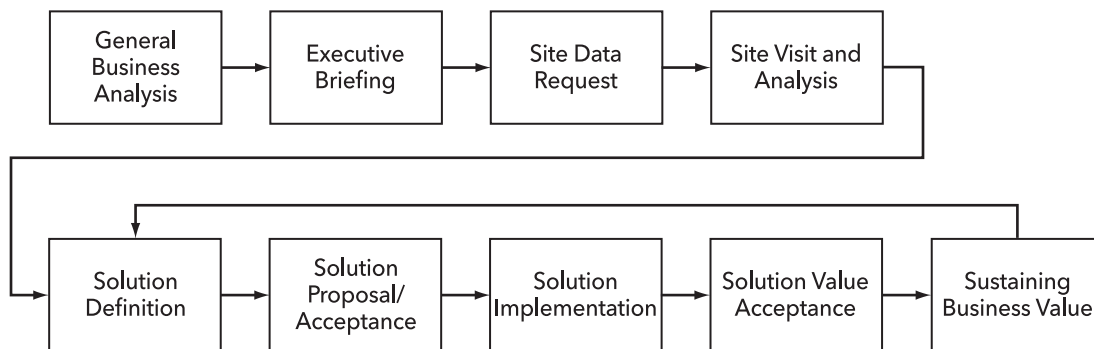 General
Business
Analysis
Executive
Briefing
Site Data
Request
Site Visit and
Analysis
Solution
Definition
Solution
Proposal/
Acceptance
Solution
Implementation
Solution Value
Acceptance
Sustaining
Business Value